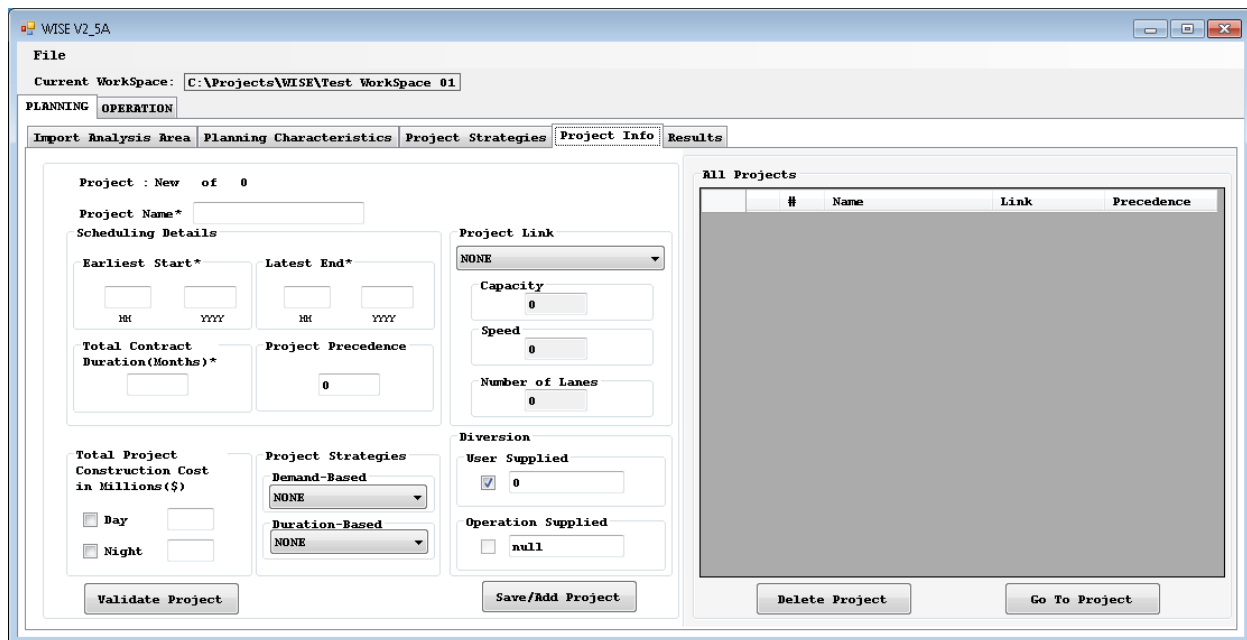 WISE V2_5A
File
Current WorkSpace: C:\Projects\WISE\Test WorkSpace 01
PLANNING OPERATION
Import Analysis Area Planning Characteristics Project Strategies Project Info Results
Project : New of 0
Project Name*
Scheduling Details
Earliest Start*
HH YYYY
Latest End*
HH YYYY
Total Contract
Duration(Months)*
Project Precedence
0
Project Link
NONE
Capacity
0
Speed
0
Number of Lanes
0
Total Project
Construction Cost
in Millions($)
Day
Night
Project Strategies
Demand-Based
NONE
Duration-Based
NONE
Diversion
User Supplied
0
Operation Supplied
null
Validate Project
Save/Add Project
All Projects
# Name Link Precedence
Delete Project Go To Project